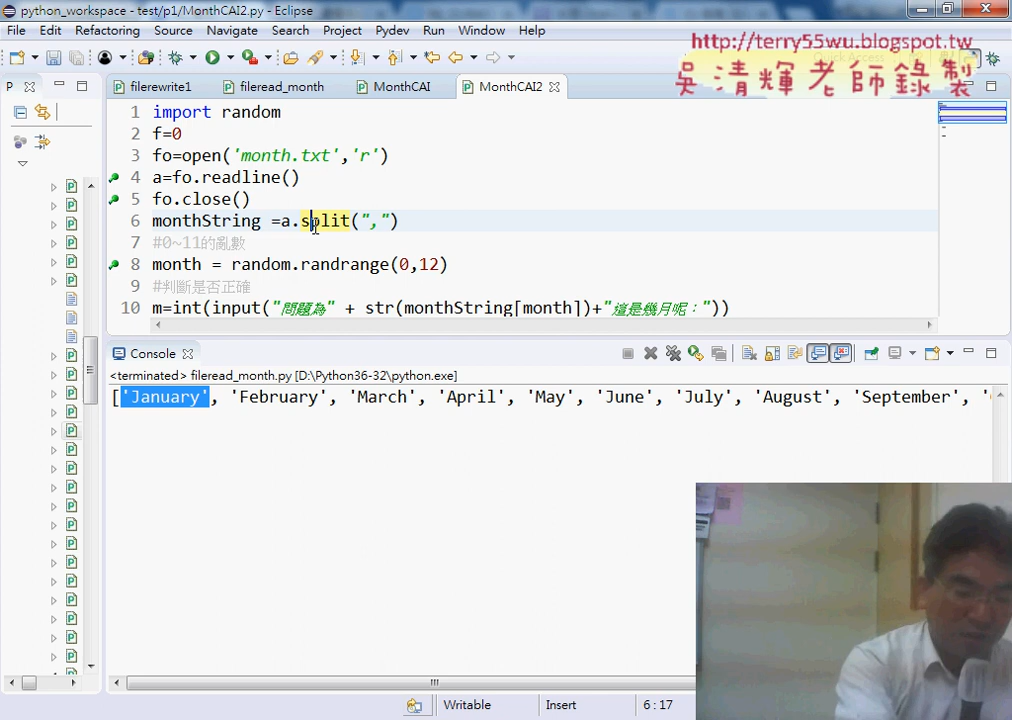 python_workspace - test/p1/MonthCAI2.py - Eclipse
File Edit Refactoring Source Navigate Search Project Pydev Run Window Help
http://terry55wu.blogspot.tw
吳清輝老師錄製
P
filerewrite1
fileread_month
MonthCAI
MonthCAI2
1 import random
2 f=0
3 fo=open('month.txt','r')
4 a=fo.readline()
5 fo.close()
6 monthString =a.split(",")
7 #0~11的亂數
8 month = random.randrange(0,12)
9 #判斷是否正確
10 m=int(input("問題為" + str(monthString[month])+"這是幾月呢："))
Console
<terminated> fileread_month.py [D:\Python36-32\python.exe]
['January', 'February', 'March', 'April', 'May', 'June', 'July', 'August', 'September',
Writable Insert 6:17